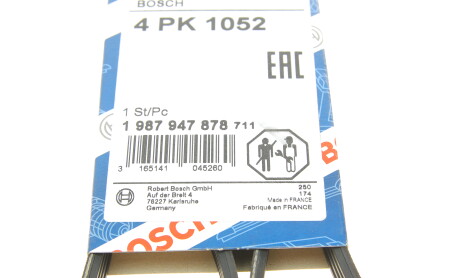 BOSCH
4 PK 1052
EAC
1 St/Pc
1 987 947 878 711
3 165141 045260
Robert Bosch GmbH
Auf der Breit 4
76227 Karlsruhe
Germany
250
174
Made in FRANCE
Fabriqué en FRANCE
BOSCH